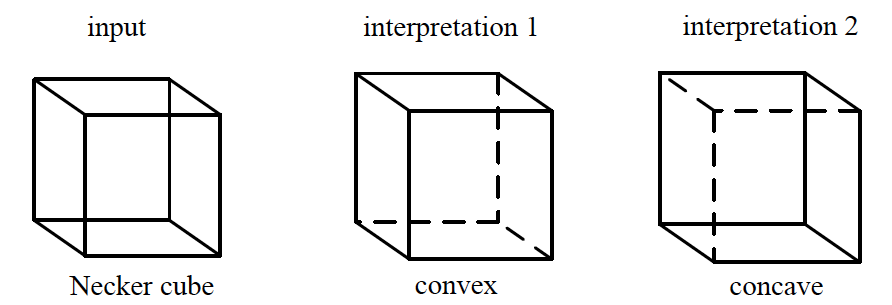 input
interpretation 1
interpretation 2
Necker cube
convex
concave